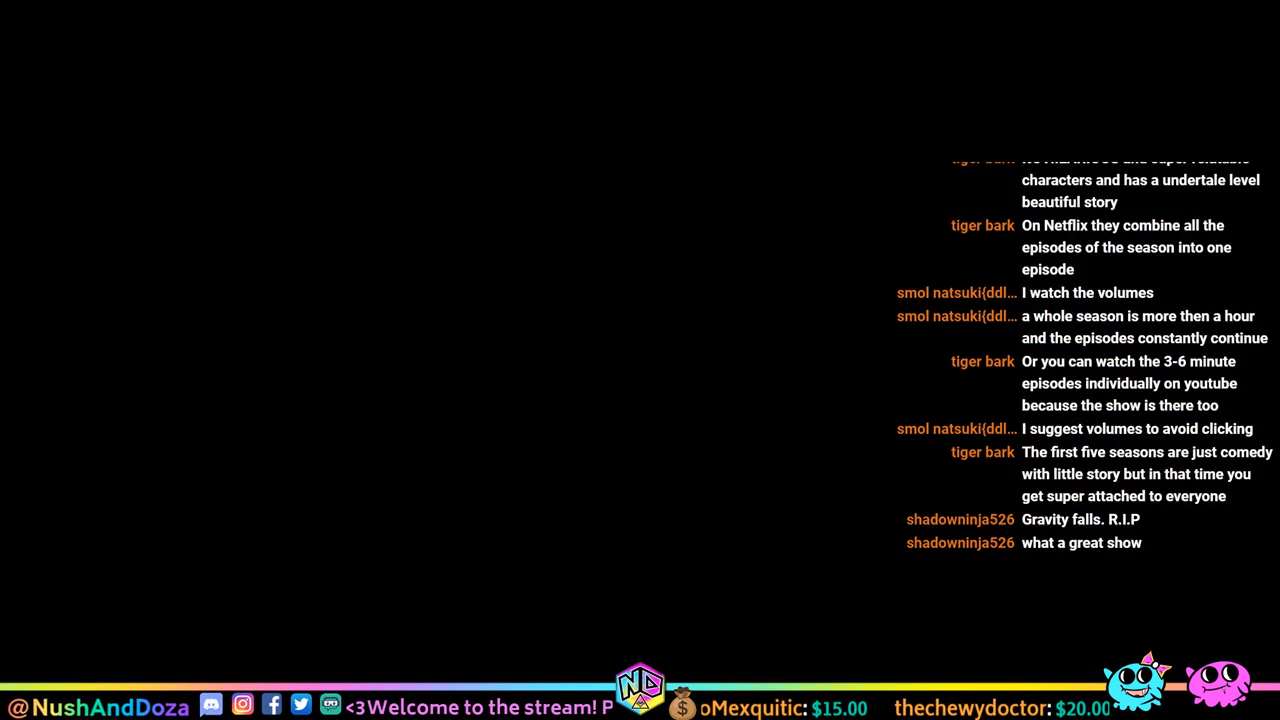 characters and has a undertale level
beautiful story
tiger bark On Netflix they combine all the
episodes of the season into one
episode
smol natsuki{ddl... I watch the volumes
smol natsuki{ddl... a whole season is more then a hour
and the episodes constantly continue
tiger bark Or you can watch the 3-6 minute
episodes individually on youtube
because the show is there too
smol natsuki{ddl... I suggest volumes to avoid clicking
tiger bark The first five seasons are just comedy
with little story but in that time you
get super attached to everyone
shadowninja526 Gravity falls. R.I.P
shadowninja526 what a great show
@NushAndDoza <3Welcome to the stream! P ND oMexquitic: $15.00 thechewydoctor: $20.00